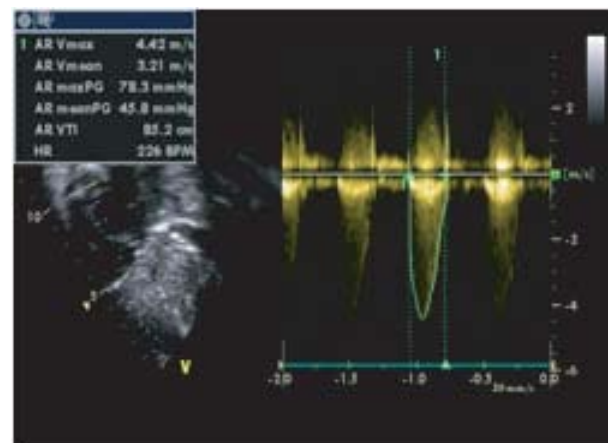 1 AR Vmax 4.42 m/s
AR Vmean 3.21 m/s
AR maxPG 78.3 mmHg
AR meanPG 45.8 mmHg
AR VTI 85.2 cm
HR 226 BPM
1
2
[m/s]
10
-2
-4
V
-6
-2.0 -1.5 -1.0 -0.5 0.0